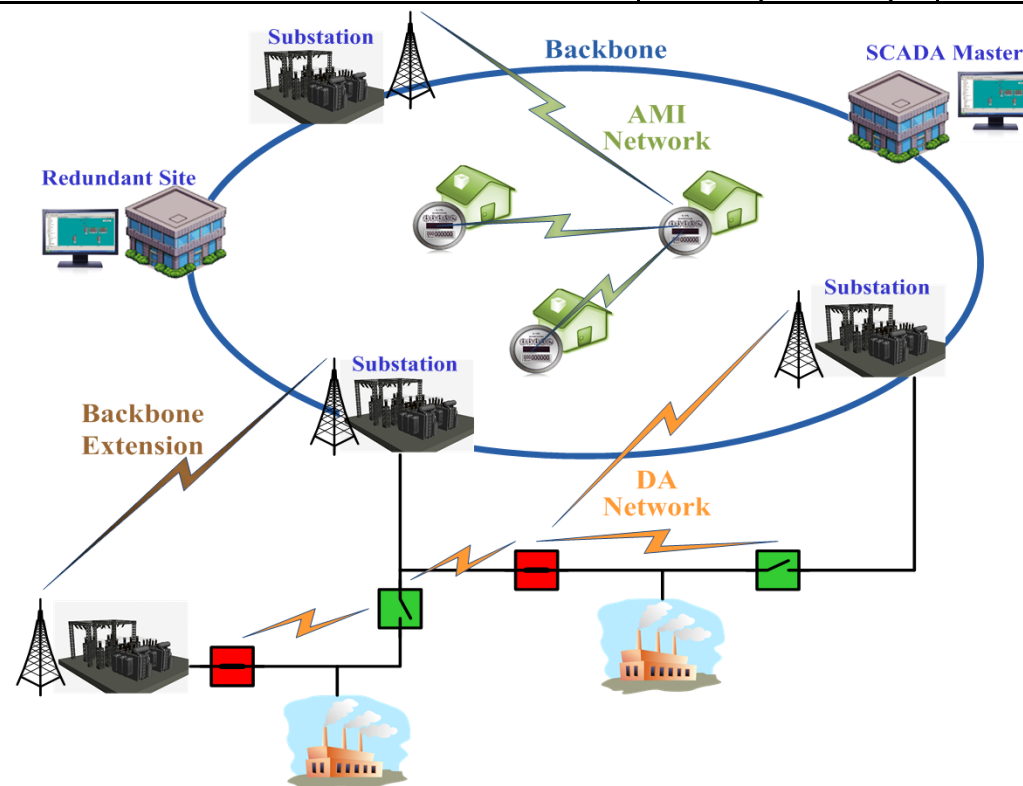 Substation
Backbone
SCADA Master
AMI
Network
Redundant Site
Substation
Substation
Backbone
Extension
DA
Network